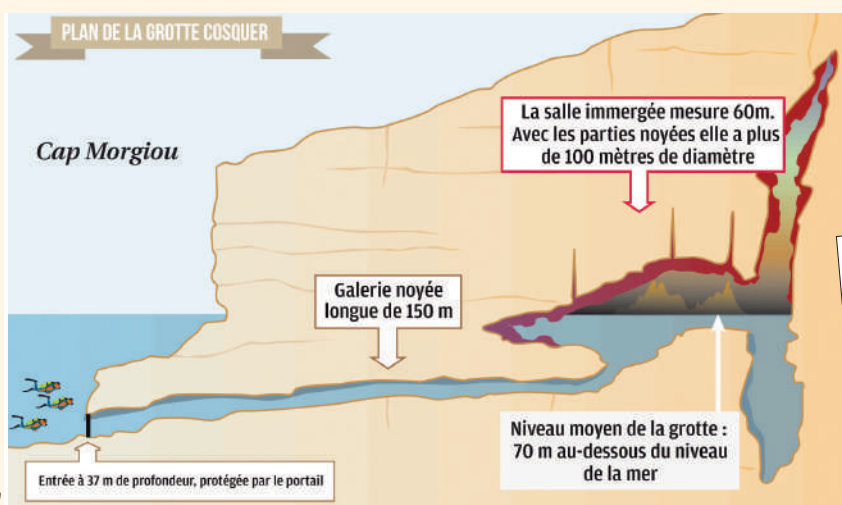 PLAN DE LA GROTTE COSQUER
Cap Morgiou
La salle immergée mesure 60m.
Avec les parties noyées elle a plus
de 100 mètres de diamètre
Galerie noyée
longue de 150 m
Niveau moyen de la grotte :
70 m au-dessous du niveau
de la mer
Entrée à 37 m de profondeur, protégée par le portail